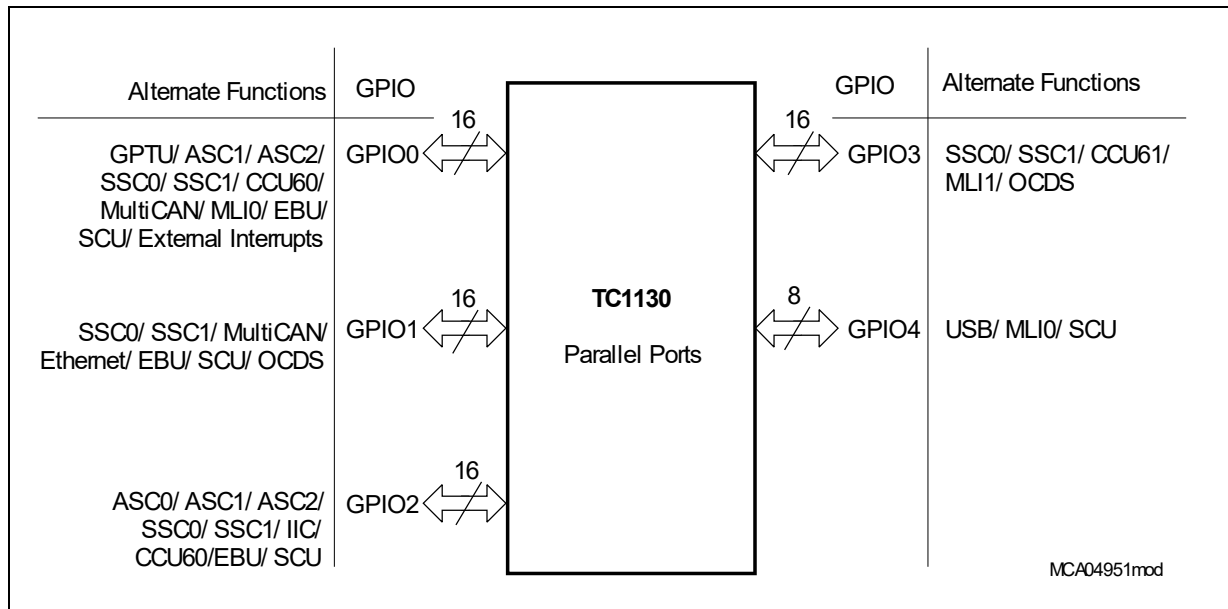 Alternate Functions GPIO
16
GPTU/ ASC1/ ASC2/ GPIO0
SSC0/ SSC1/ CCU60/
MultiCAN/ MLI0/ EBU/
SCU/ External Interrupts
16
SSC0/ SSC1/ MultiCAN/ GPIO1
Ethernet/ EBU/ SCU/ OCDS
16
ASC0/ ASC1/ ASC2/ GPIO2
SSC0/ SSC1/ IIC/
CCU60/EBU/ SCU
TC1130
Parallel Ports
GPIO Alternate Functions
16
GPIO3 SSC0/ SSC1/ CCU61/
MLI1/ OCDS
8
GPIO4 USB/ MLI0/ SCU
MCA04951mod